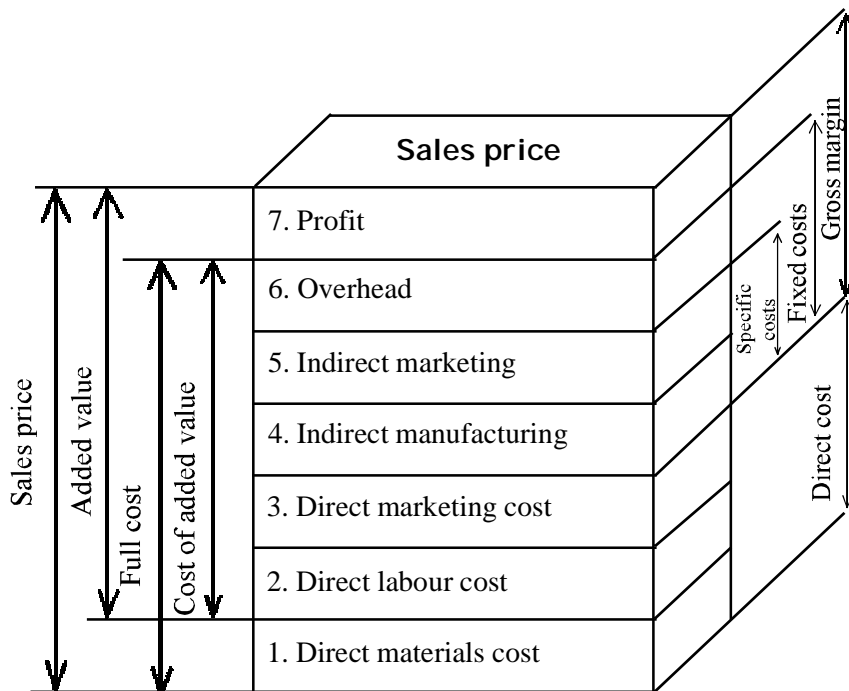 Sales price
7. Profit
6. Overhead
5. Indirect marketing
4. Indirect manufacturing
3. Direct marketing cost
2. Direct labour cost
1. Direct materials cost
Sales price
Added value
Full cost
Cost of added value
Specific
costs
Fixed costs
Gross margin
Direct cost